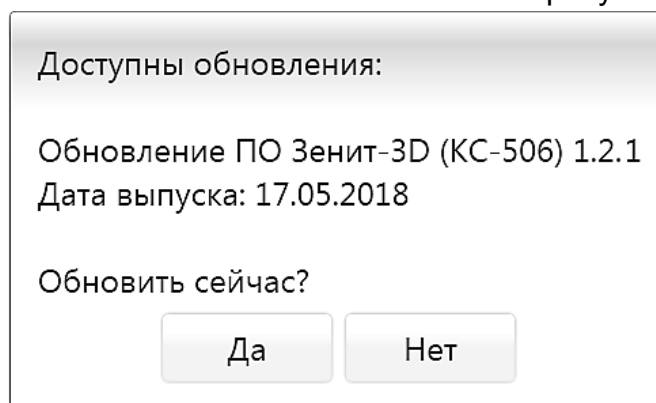 Доступны обновления:
Обновление ПО Зенит-3D (КС-506) 1.2.1
Дата выпуска: 17.05.2018
Обновить сейчас?
Да
Нет